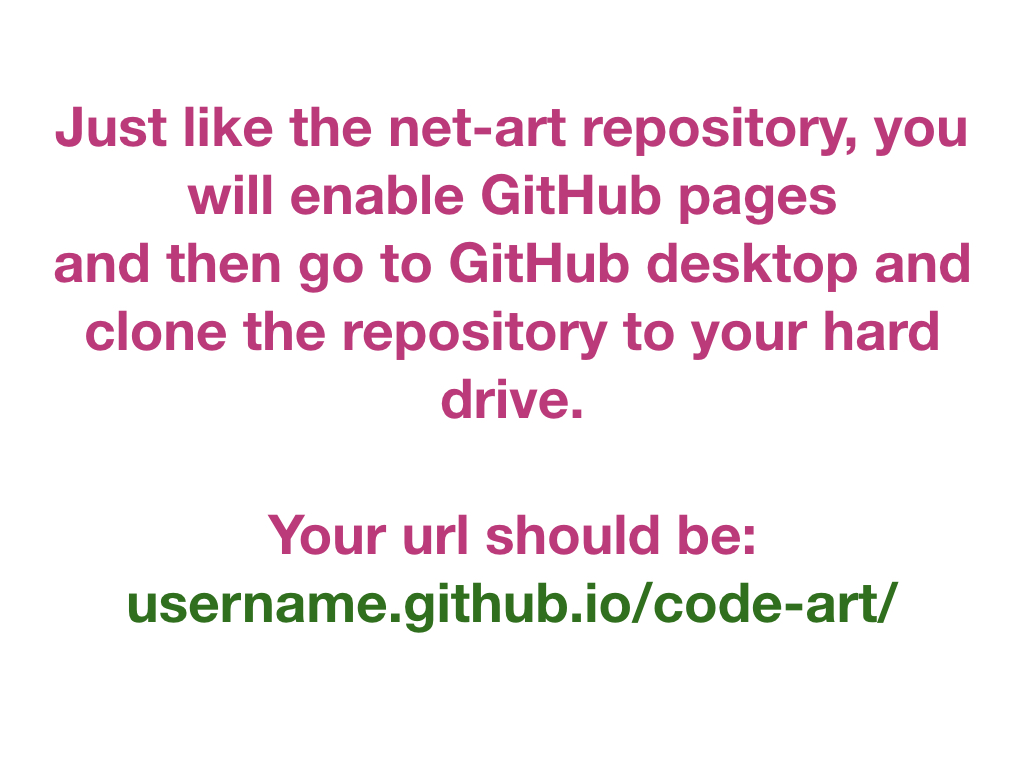 Just like the net-art repository, you
will enable GitHub pages
and then go to GitHub desktop and
clone the repository to your hard
drive.
Your url should be:
username.github.io/code-art/